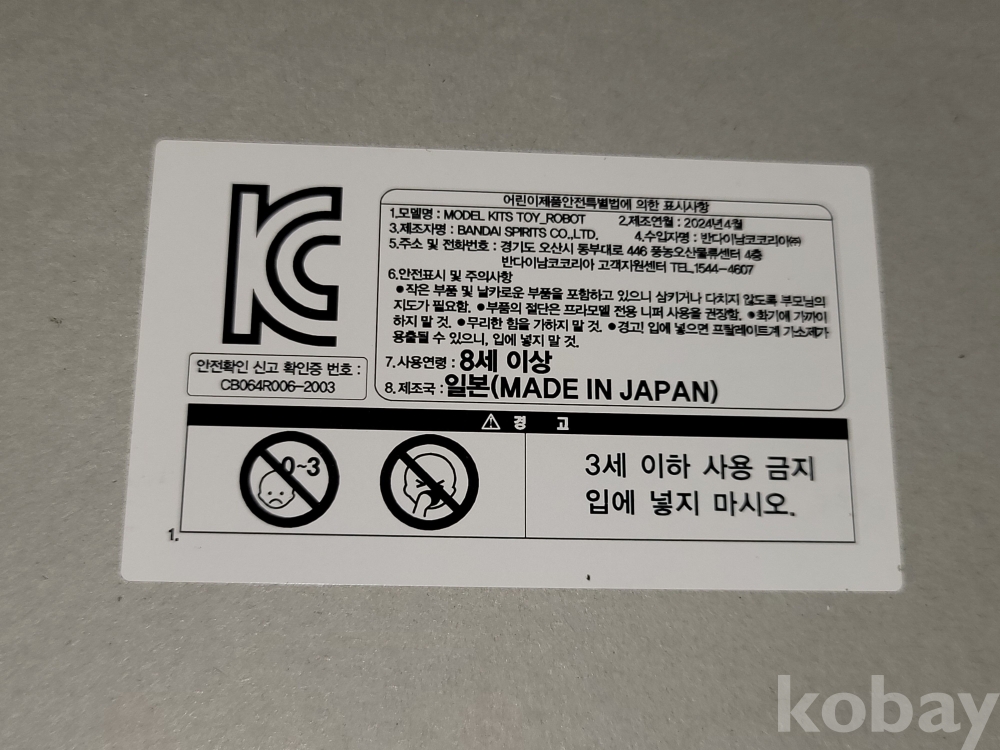 KC
안전확인 신고 확인증 번호 :
CB064R006-2003
어린이제품안전특별법에 의한 표시사항
1.모델명 : MODEL KITS TOY_ROBOT 2.제조연월 : 2024년4월
3.제조자명 : BANDAI SPIRITS CO.,LTD. 4.수입자명 : 반다이남코코리아㈜
5.주소 및 전화번호 : 경기도 오산시 동부대로 446 풍농오산물류센터 4층
반다이남코코리아 고객지원센터 TEL.1544-4607
6.안전표시 및 주의사항
●작은 부품 및 날카로운 부품을 포함하고 있으니 삼키거나 다치지 않도록 부모님의
지도가 필요함. ●부품의 절단은 프라모델 전용 니퍼 사용을 권장함. ●화기에 가까이
하지 말 것. ●무리한 힘을 가하지 말 것. ●경고! 입에 넣으면 프탈레이트계 가소제가
용출될 수 있으니, 입에 넣지 말 것.
7. 사용연령 : 8세 이상
8. 제조국 : 일본(MADE IN JAPAN)
⚠ 경 고
0~3
3세 이하 사용 금지
입에 넣지 마시오.
1.
kobay